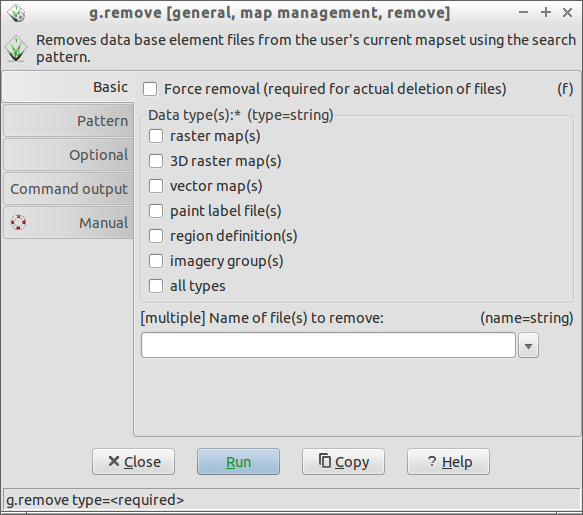 g.remove [general, map management, remove]
Removes data base element files from the user's current mapset using the search
pattern.
Basic
Pattern
Optional
Command output
Manual
Force removal (required for actual deletion of files) (f)
Data type(s):* (type=string)
raster map(s)
3D raster map(s)
vector map(s)
paint label file(s)
region definition(s)
imagery group(s)
all types
[multiple] Name of file(s) to remove: (name=string)
Close Run Copy ? Help
g.remove type=<required>